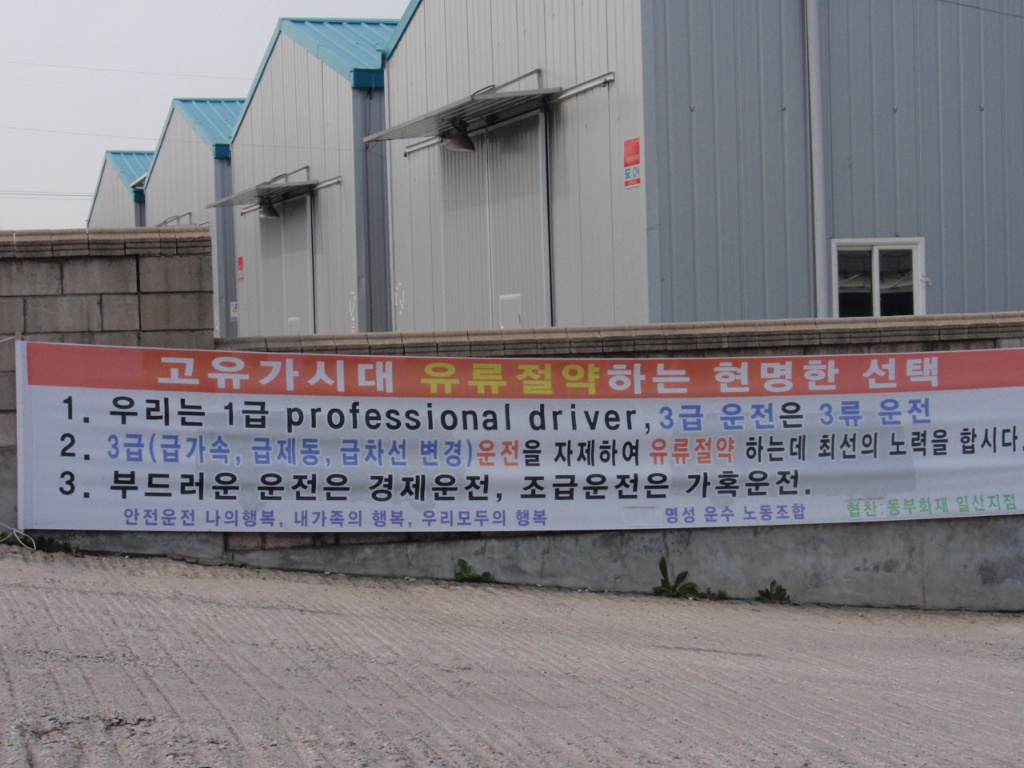 고유가시대 유류절약하는 현명한 선택
1. 우리는 1급 professional driver, 3급 운전은 3류 운전
2. 3급(급가속, 급제동, 급차선 변경)운전을 자제하여 유류절약 하는데 최선의 노력을 합시다.
3. 부드러운 운전은 경제운전, 조급운전은 가혹운전.
안전운전 나의행복, 내가족의 행복, 우리모두의 행복 명성 운수 노동조합 협찬: 동부화재 일산지점